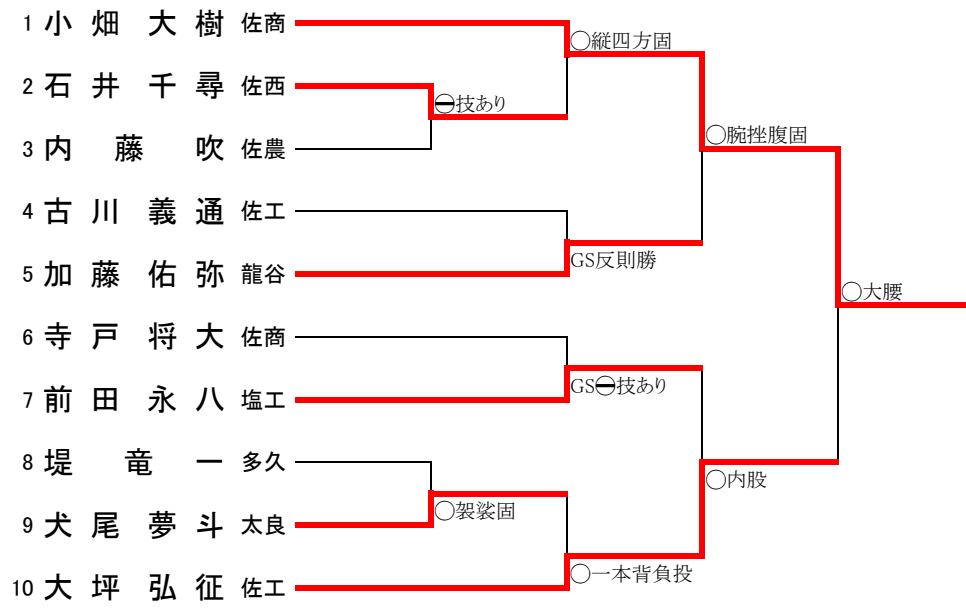 1 小畑大樹 佐商
○縦四方固
2 石井千尋 佐西
⊖技あり
○腕挫腹固
3 内藤吹 佐農
4 古川義通 佐工
GS反則勝
5 加藤佑弥 龍谷
○大腰
6 寺戸将大 佐商
GS⊖技あり
7 前田永八 塩工
8 堤竜一 多久
○内股
○袈裟固
9 犬尾夢斗 太良
○一本背負投
10 大坪弘征 佐工